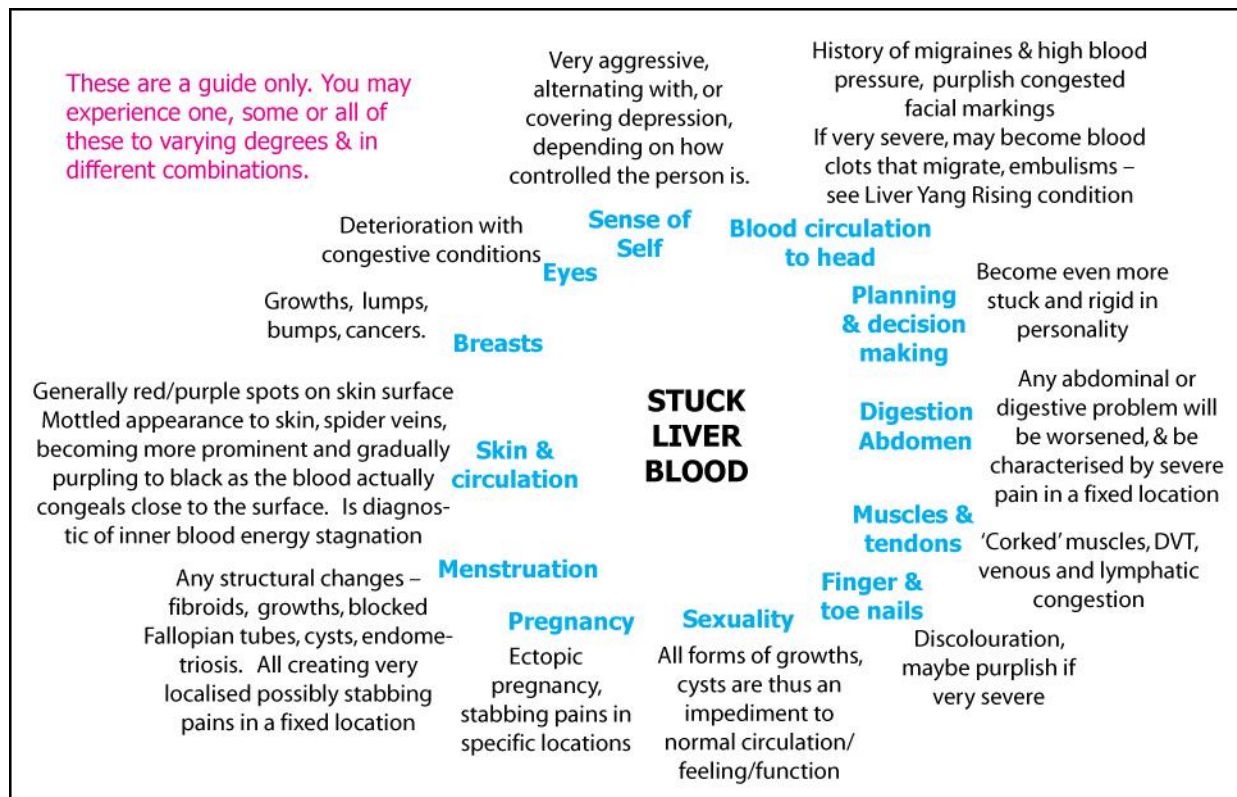 These are a guide only. You may
experience one, some or all of
these to varying degrees & in
different combinations.
Very aggressive,
alternating with, or
covering depression,
depending on how
controlled the person is.
Sense of
Self
History of migraines & high blood
pressure, purplish congested
facial markings
If very severe, may become blood
clots that migrate, embulisms –
see Liver Yang Rising condition
Blood circulation
to head
Deterioration with
congestive conditions
Eyes
Become even more
stuck and rigid in
personality
Planning
& decision
making
Growths, lumps,
bumps, cancers.
Breasts
STUCK
LIVER
BLOOD
Any abdominal or
digestive problem will
be worsened, & be
characterised by severe
pain in a fixed location
Digestion
Abdomen
Generally red/purple spots on skin surface
Mottled appearance to skin, spider veins,
becoming more prominent and gradually
purpling to black as the blood actually
congeals close to the surface. Is diagnos-
tic of inner blood energy stagnation
Skin &
circulation
Muscles &
tendons
‘Corked’ muscles, DVT,
venous and lymphatic
congestion
Menstruation
Any structural changes –
fibroids, growths, blocked
Fallopian tubes, cysts, endome-
triosis. All creating very
localised possibly stabbing
pains in a fixed location
Pregnancy
Ectopic
pregnancy,
stabbing pains in
specific locations
Sexuality
All forms of growths,
cysts are thus an
impediment to
normal circulation/
feeling/function
Finger &
toe nails
Discolouration,
maybe purplish if
very severe